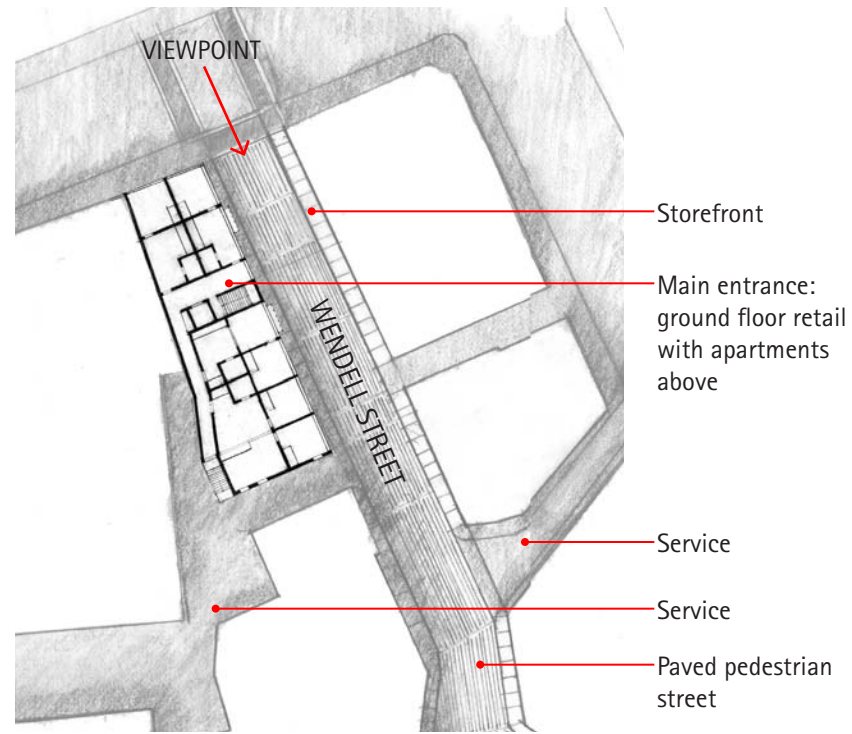 VIEWPOINT
Storefront
Main entrance:
ground floor retail
with apartments
above
WENDELL STREET
Service
Service
Paved pedestrian
street